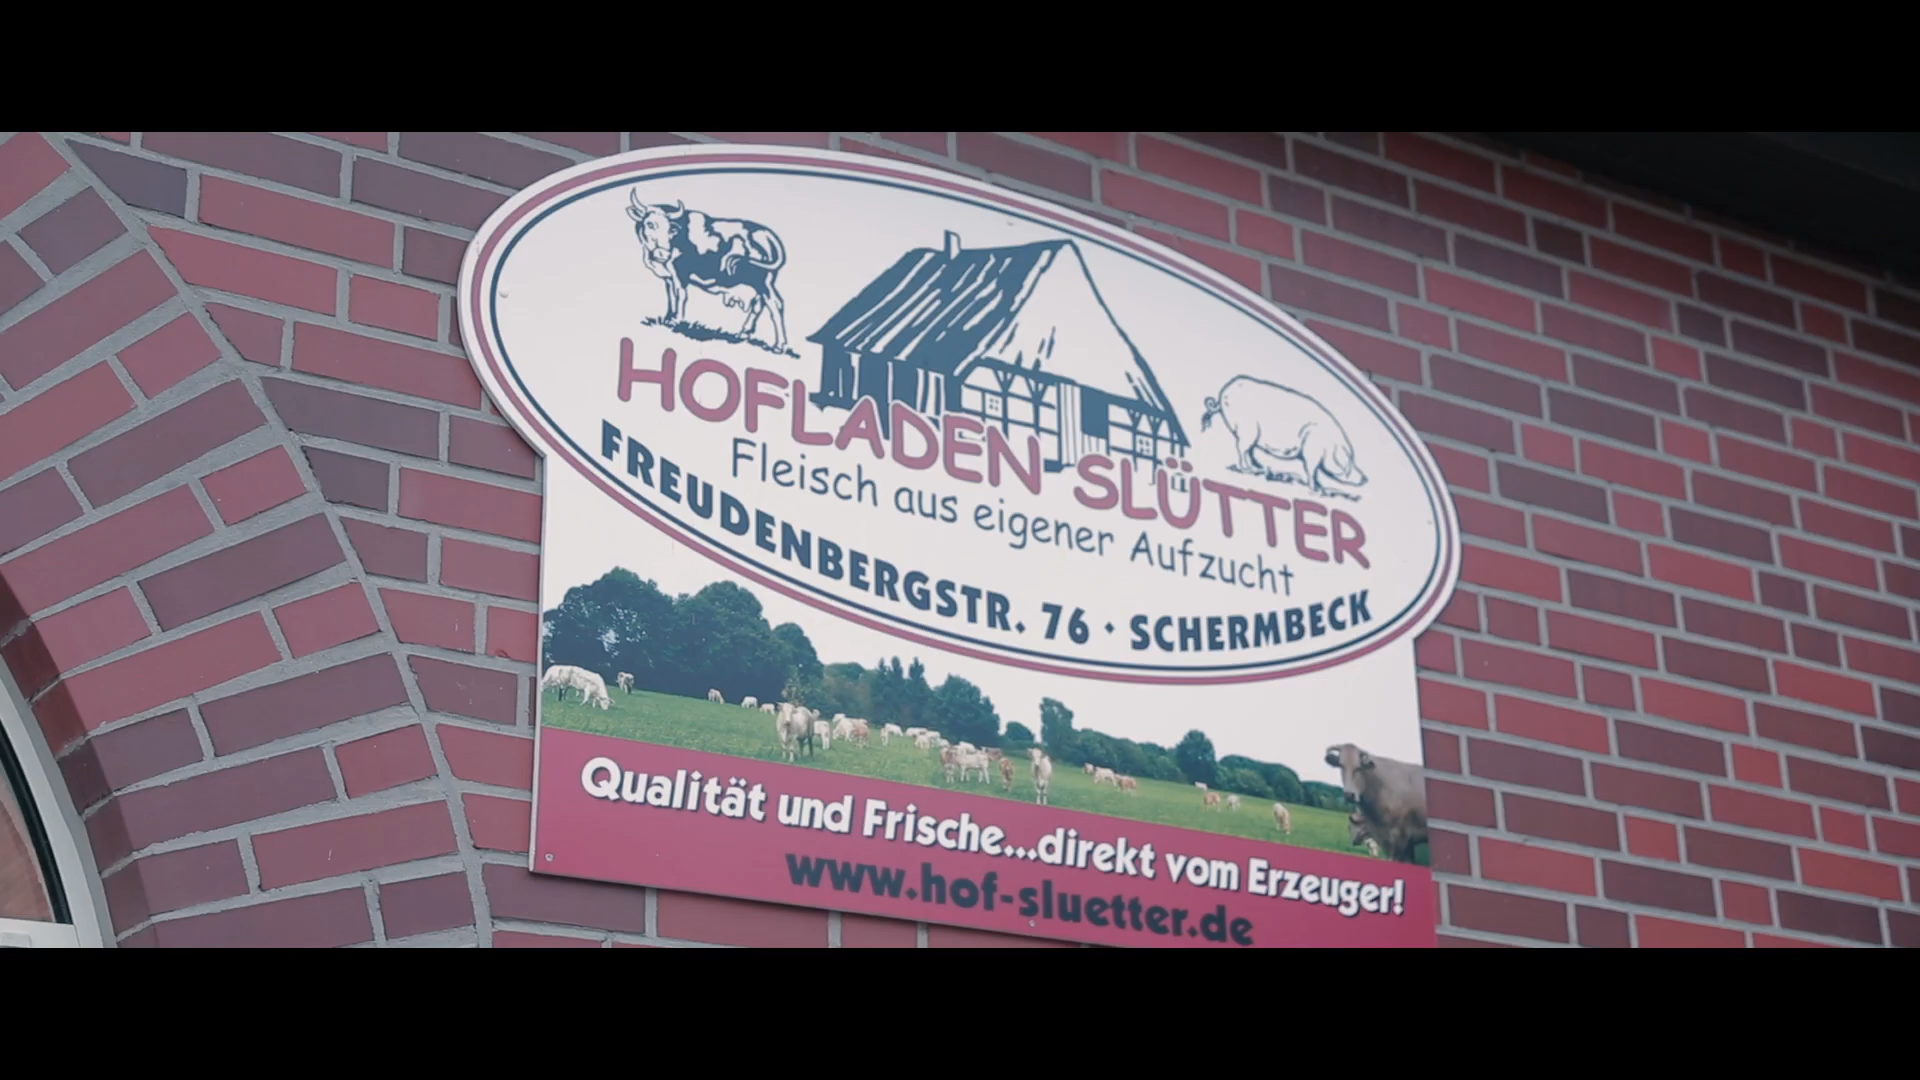 HOFLADEN SLÜTTER
Fleisch aus eigener Aufzucht
FREUDENBERGSTR. 76 · SCHERMBECK
Qualität und Frische...direkt vom Erzeuger!
www.hof-sluetter.de